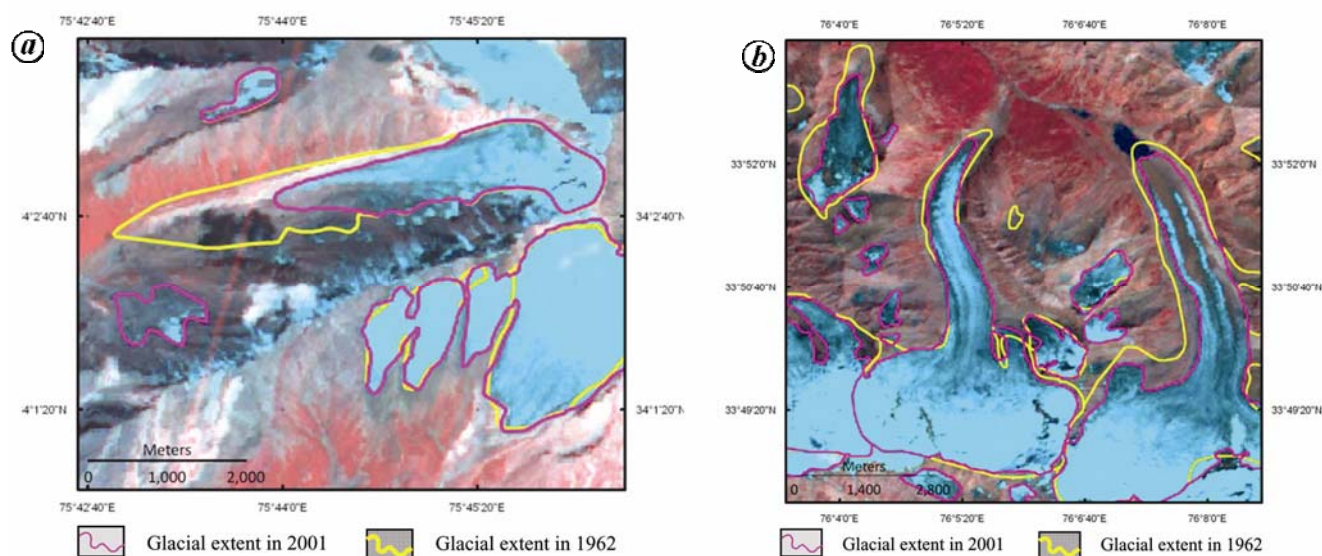 75°42'40"E 75°44'0"E 75°45'20"E
a
4°2'40"N 34°2'40"N
4°1'20"N 34°1'20"N
Meters
0 1,000 2,000
75°42'40"E 75°44'0"E 75°45'20"E
Glacial extent in 2001 Glacial extent in 1962
76°4'0"E 76°5'20"E 76°6'40"E 76°8'0"E
b
33°52'0"N 33°52'0"N
33°50'40"N 33°50'40"N
33°49'20"N 33°49'20"N
Meters
0 1,400 2,800
76°4'0"E 76°5'20"E 76°6'40"E 76°8'0"E
Glacial extent in 2001 Glacial extent in 1962